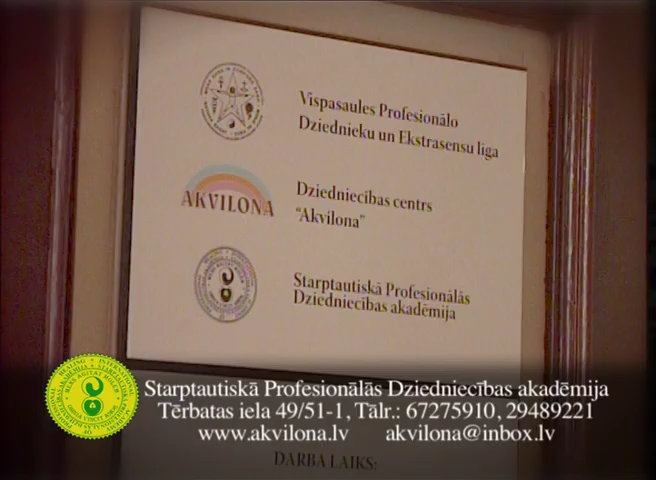 Vispasaules Profesionālo
Dziednieku un Ekstrasensu līga
AKVILONA
Dziedniecības centrs
"Akvilona"
Starptautiskā Profesionālās
Dziedniecības akadēmija
Starptautiskā Profesionālās Dziedniecības akadēmija
Tērbatas iela 49/51-1, Tālr.: 67275910, 29489221
www.akvilona.lv akvilona@inbox.lv
DARBA LAIKS: